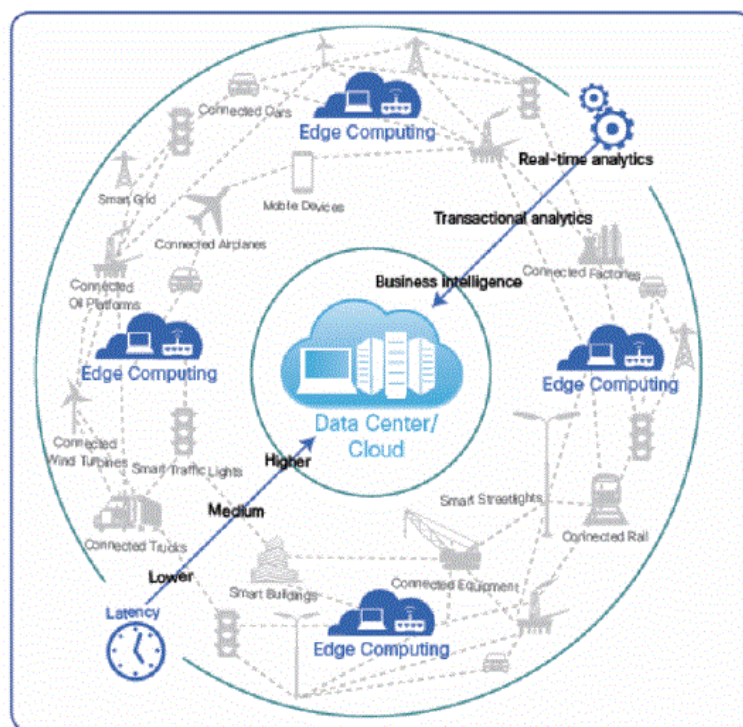 Connected Cars
Edge Computing
Real-time analytics
Smart Grid
Mobile Devices
Transactional analytics
Connected Airplanes
Connected Factories
Connected
Oil Platforms
Business intelligence
Edge Computing
Edge Computing
Data Center/
Cloud
Connected
Wind Turbines
Smart Traffic Lights
Higher
Medium
Smart Streetlights
Connected Rail
Connected Trucks
Lower
Smart Buildings
Connected Equipment
Latency
Edge Computing